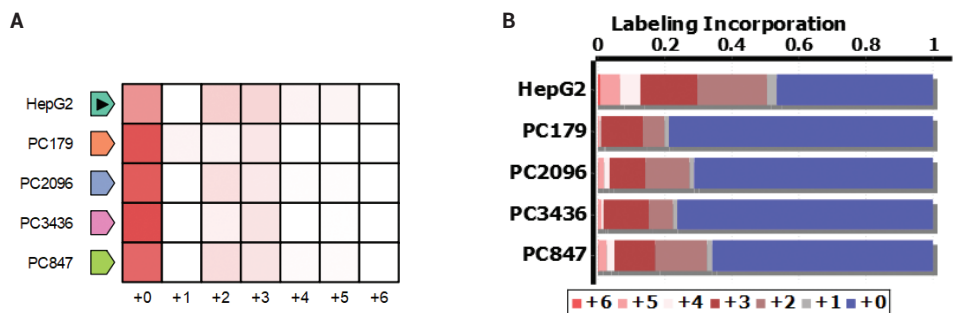 A
HepG2
PC179
PC2096
PC3436
PC847
+0 +1 +2 +3 +4 +5 +6
B
Labeling Incorporation
0 0.2 0.4 0.6 0.8 1
HepG2
PC179
PC2096
PC3436
PC847
+6 +5 +4 +3 +2 +1 +0